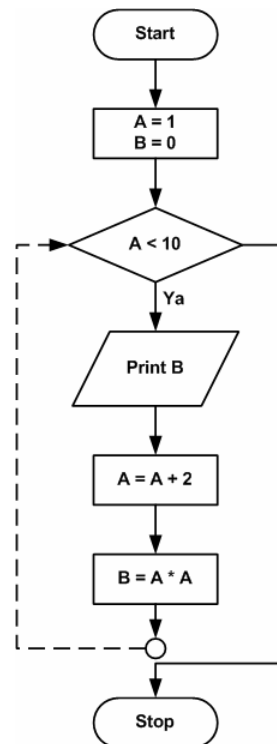 Start
A = 1
B = 0
A < 10
Ya
Print B
A = A + 2
B = A * A
Stop